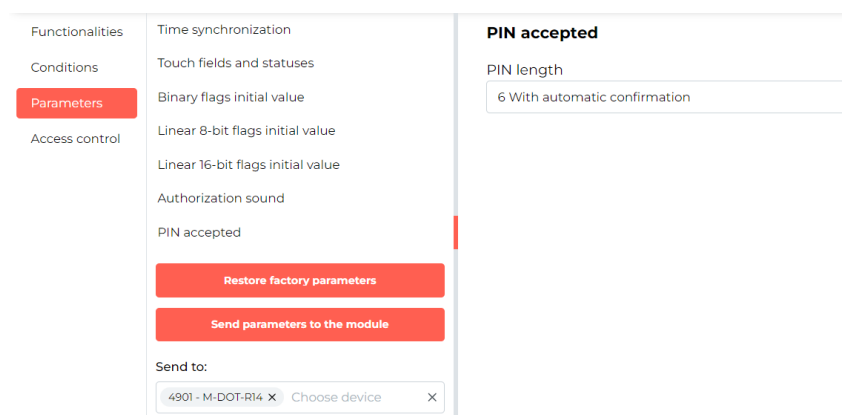 Functionalities
Conditions
Parameters
Access control
Time synchronization
Touch fields and statuses
Binary flags initial value
Linear 8-bit flags initial value
Linear 16-bit flags initial value
Authorization sound
PIN accepted
Restore factory parameters
Send parameters to the module
Send to:
4901 - M-DOT-R14 × Choose device ×
PIN accepted
PIN length
6 With automatic confirmation